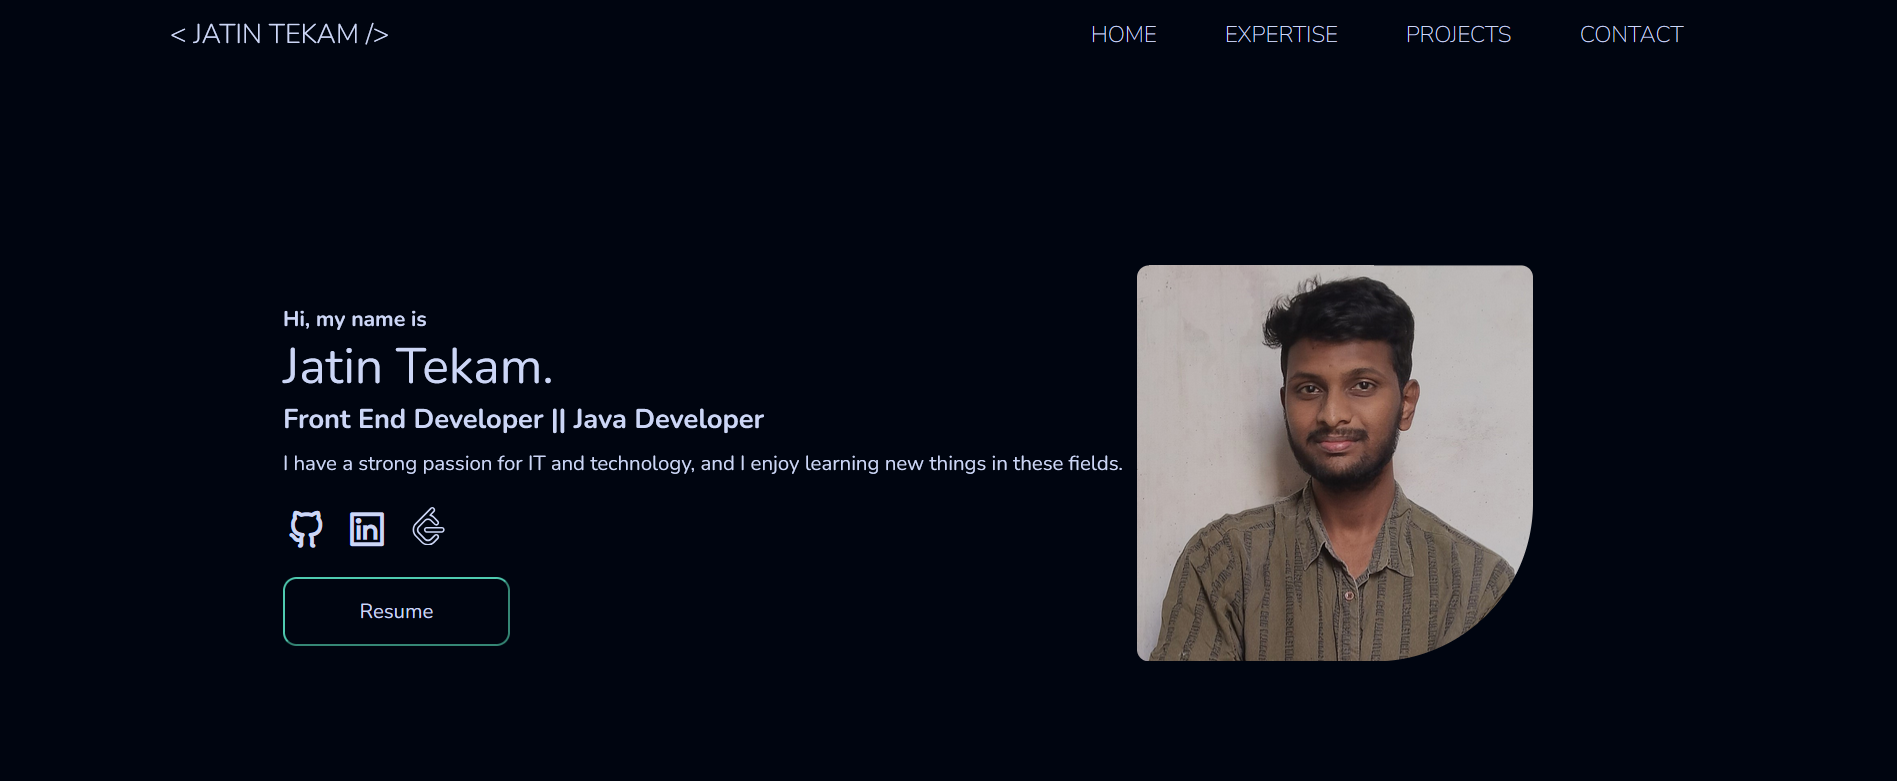 < JATIN TEKAM />
HOME EXPERTISE PROJECTS CONTACT
Hi, my name is
Jatin Tekam.
Front End Developer || Java Developer
I have a strong passion for IT and technology, and I enjoy learning new things in these fields.
in
Resume